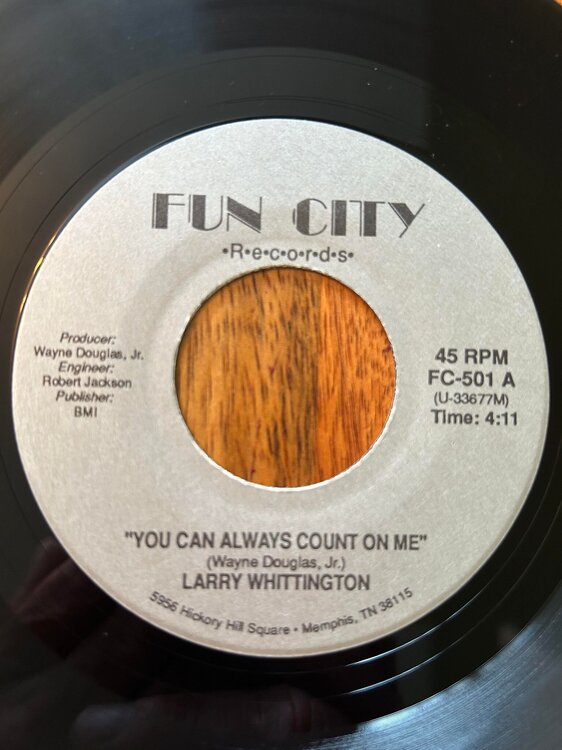 FUN CITY
•R•e•c•o•r•d•s•
Producer:
Wayne Douglas, Jr.
Engineer:
Robert Jackson
Publisher:
BMI
45 RPM
FC-501 A
(U-33677M)
Time: 4:11
"YOU CAN ALWAYS COUNT ON ME"
(Wayne Douglas, Jr.)
LARRY WHITTINGTON
5956 Hickory Hill Square • Memphis, TN 38115